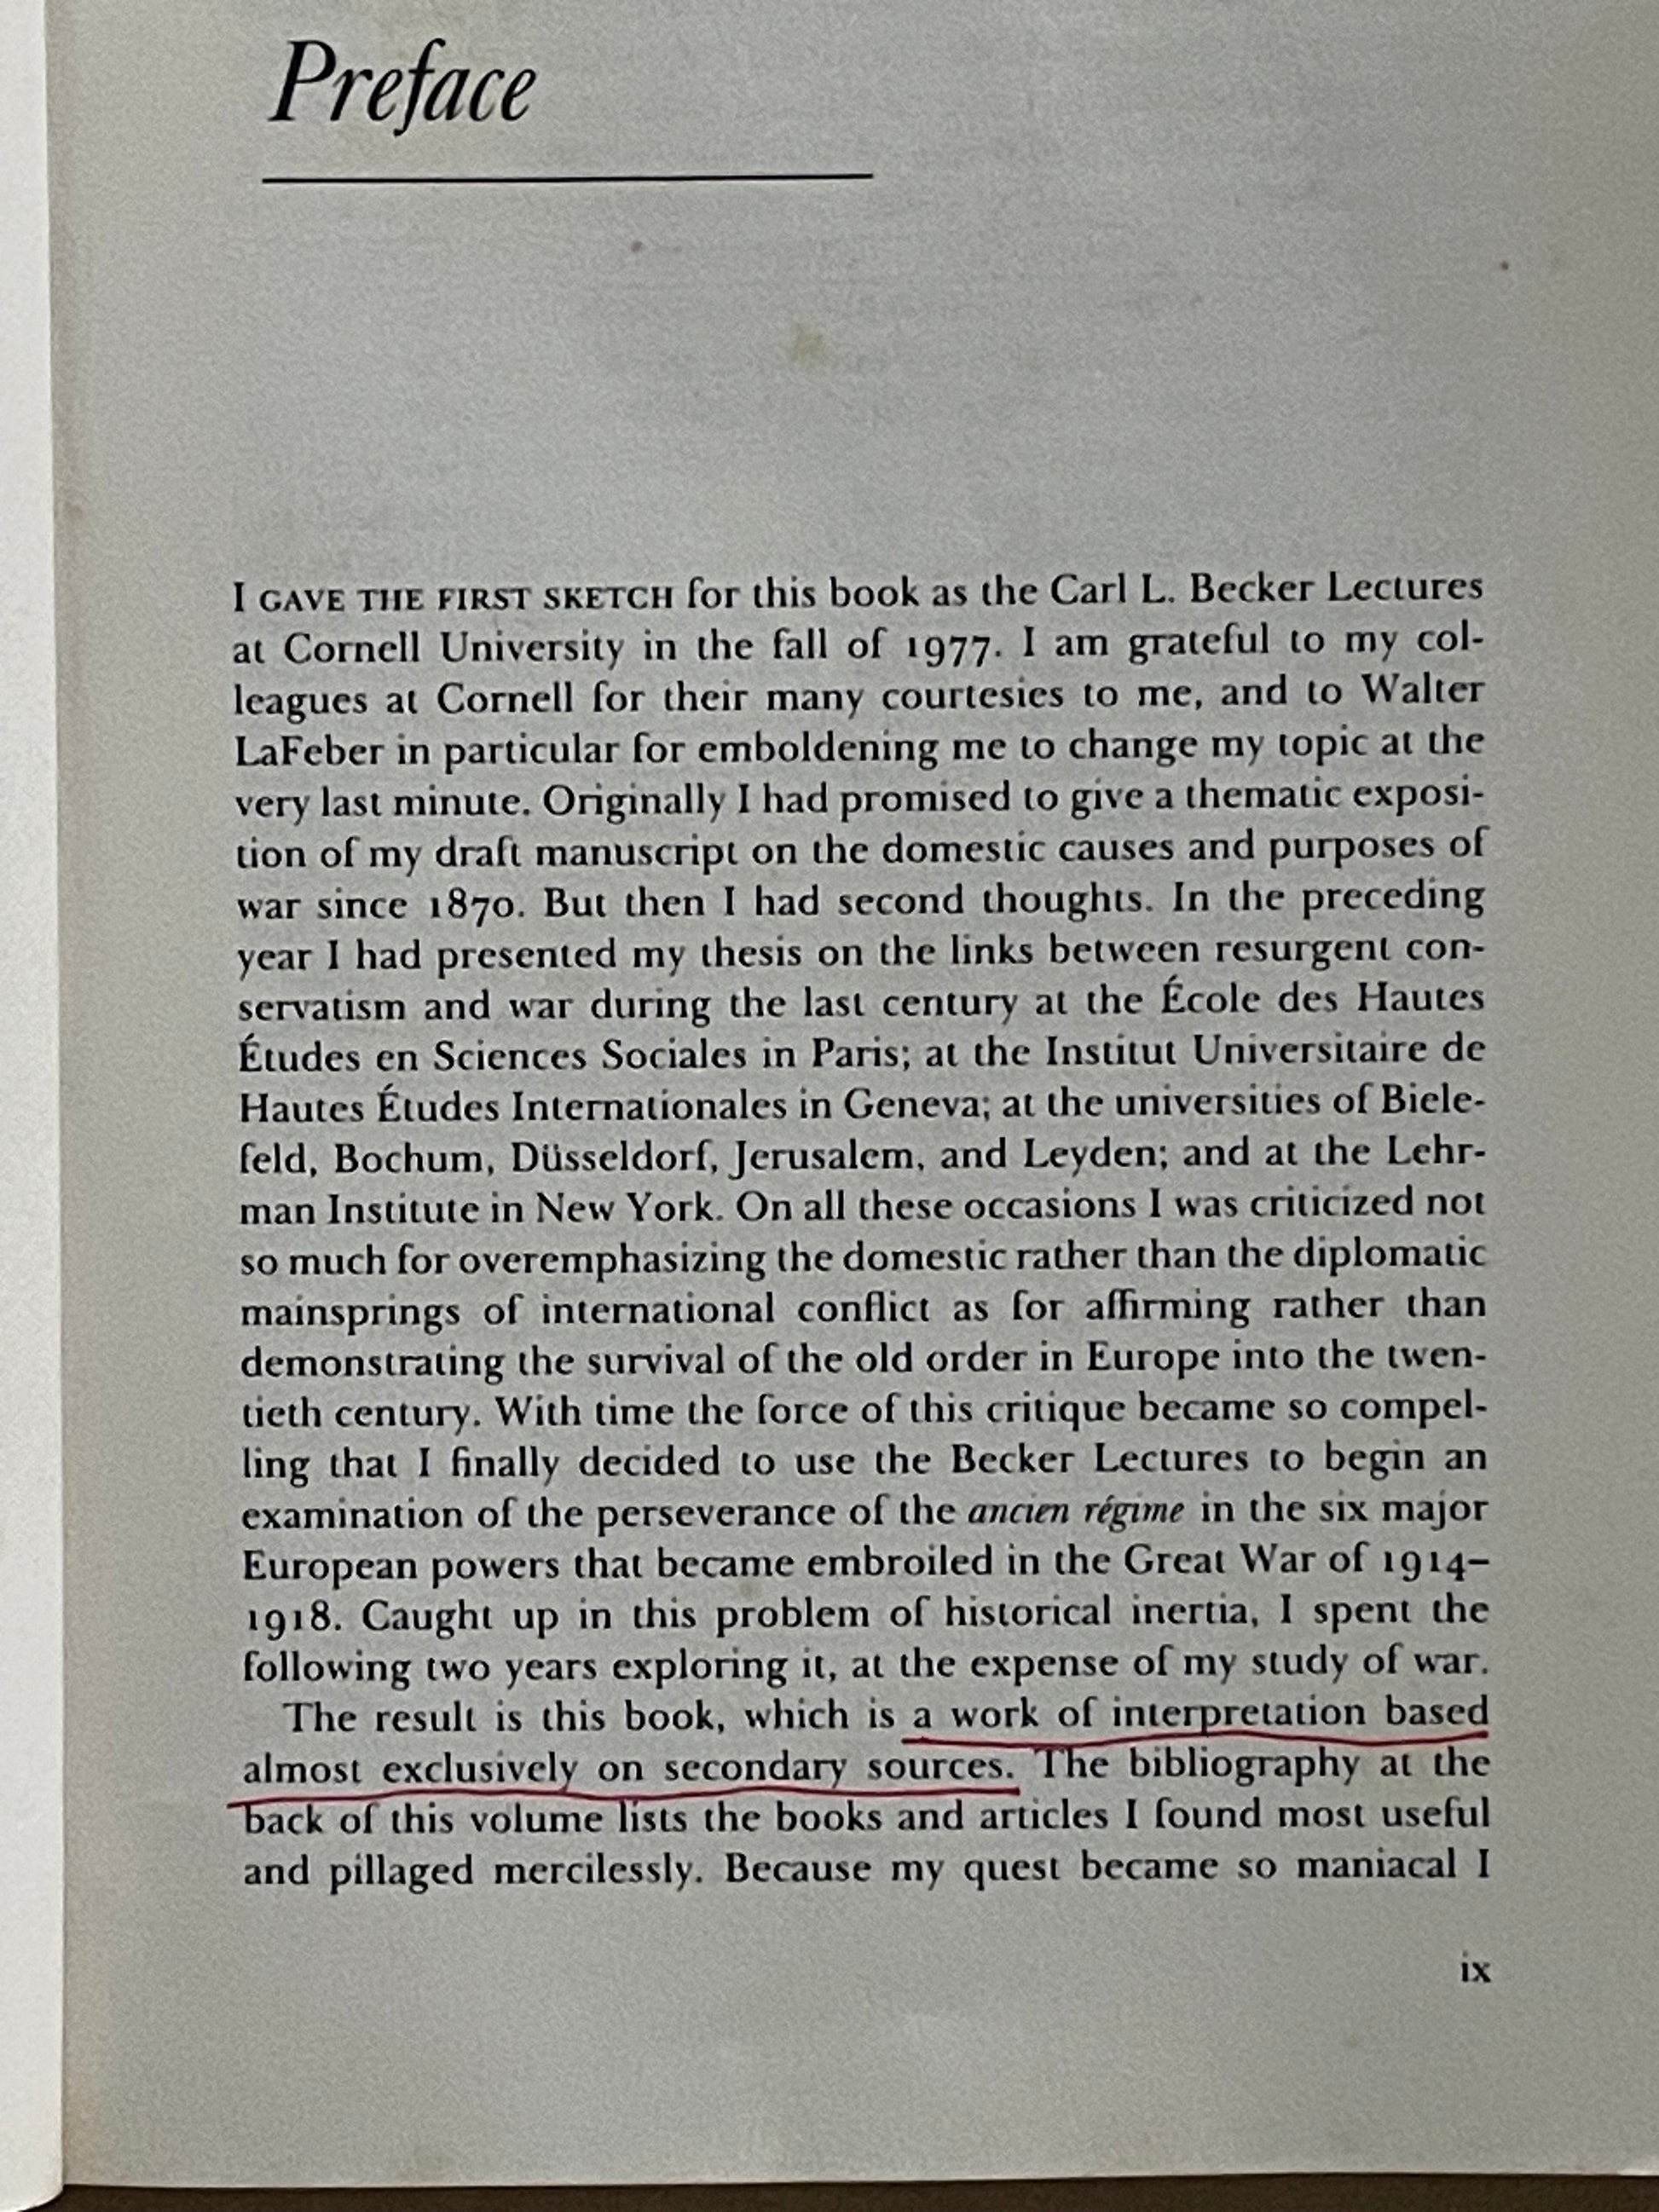 Preface
I GAVE THE FIRST SKETCH for this book as the Carl L. Becker Lectures
at Cornell University in the fall of 1977. I am grateful to my col-
leagues at Cornell for their many courtesies to me, and to Walter
LaFeber in particular for emboldening me to change my topic at the
very last minute. Originally I had promised to give a thematic exposi-
tion of my draft manuscript on the domestic causes and purposes of
war since 1870. But then I had second thoughts. In the preceding
year I had presented my thesis on the links between resurgent con-
servatism and war during the last century at the École des Hautes
Études en Sciences Sociales in Paris; at the Institut Universitaire de
Hautes Études Internationales in Geneva; at the universities of Biele-
feld, Bochum, Düsseldorf, Jerusalem, and Leyden; and at the Lehr-
man Institute in New York. On all these occasions I was criticized not
so much for overemphasizing the domestic rather than the diplomatic
mainsprings of international conflict as for affirming rather than
demonstrating the survival of the old order in Europe into the twen-
tieth century. With time the force of this critique became so compel-
ling that I finally decided to use the Becker Lectures to begin an
examination of the perseverance of the ancien régime in the six major
European powers that became embroiled in the Great War of 1914–
1918. Caught up in this problem of historical inertia, I spent the
following two years exploring it, at the expense of my study of war.
The result is this book, which is a work of interpretation based
almost exclusively on secondary sources. The bibliography at the
back of this volume lists the books and articles I found most useful
and pillaged mercilessly. Because my quest became so maniacal I
ix